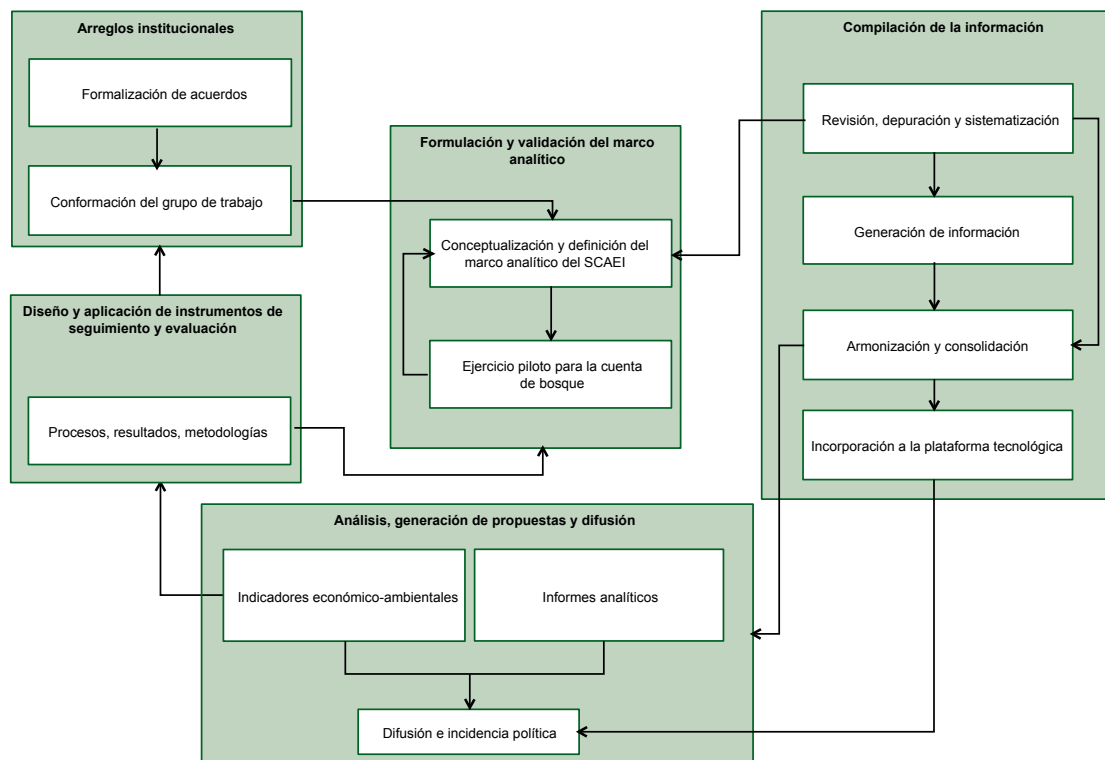 Arreglos institucionales
Formalización de acuerdos
Conformación del grupo de trabajo
Formulación y validación del marco
analítico
Conceptualización y definición del
marco analítico del SCAEI
Ejercicio piloto para la cuenta
de bosque
Compilación de la información
Revisión, depuración y sistematización
Generación de información
Armonización y consolidación
Incorporación a la plataforma tecnológica
Diseño y aplicación de instrumentos de
seguimiento y evaluación
Procesos, resultados, metodologías
Análisis, generación de propuestas y difusión
Indicadores económico-ambientales
Informes analíticos
Difusión e incidencia política